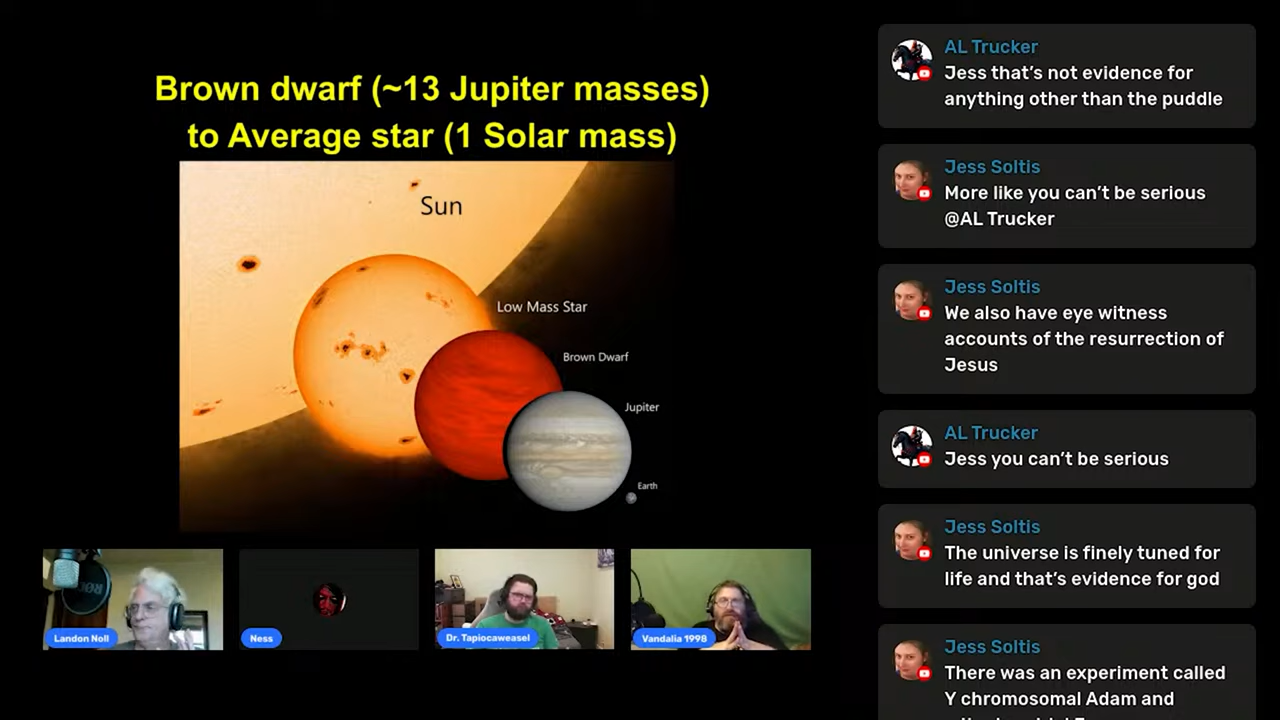 Brown dwarf (~13 Jupiter masses)
to Average star (1 Solar mass)
Sun
Low Mass Star
Brown Dwarf
Jupiter
Earth
Landon Noll
Ness
Dr. Tapiocaweasel
Vandalia 1998
AL Trucker
Jess that's not evidence for
anything other than the puddle
Jess Soltis
More like you can't be serious
@AL Trucker
Jess Soltis
We also have eye witness
accounts of the resurrection of
Jesus
AL Trucker
Jess you can't be serious
Jess Soltis
The universe is finely tuned for
life and that's evidence for god
Jess Soltis
There was an experiment called
Y chromosomal Adam and